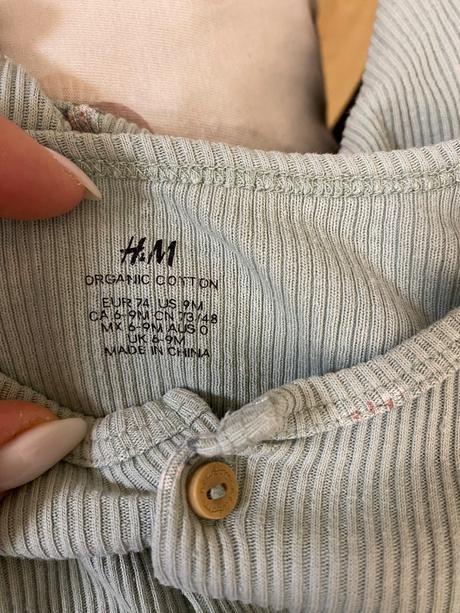 H&M
ORGANIC COTTON
EUR 74 US 9M
CA 6-9M CN 73/48
MX 6-9M AUS 0
UK 6-9M
MADE IN CHINA